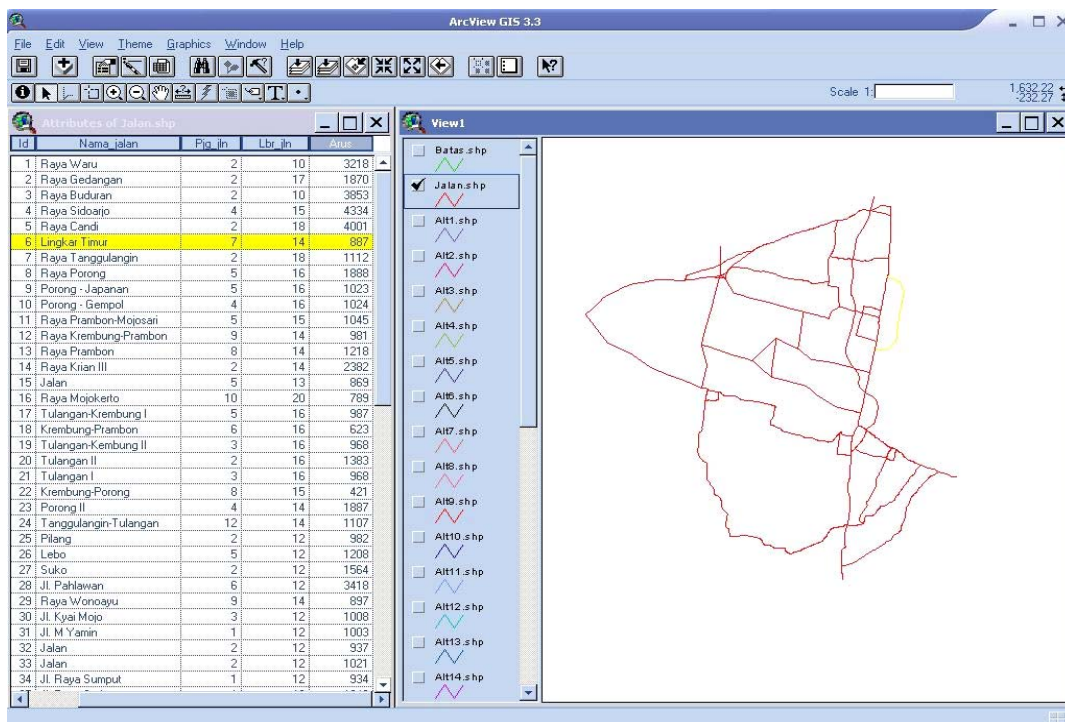 ArcView GIS 3.3
File Edit View Theme Graphics Window Help
Scale 1:
1,632.22
-232.27
Attributes of Jalan.shp
Id Nama_jalan Pjg_jln Lbr_jln Arus
1 Raya Waru 2 10 3218
2 Raya Gedangan 2 17 1870
3 Raya Buduran 2 10 3853
4 Raya Sidoarjo 4 15 4334
5 Raya Candi 2 18 4001
6 Lingkar Timur 7 14 887
7 Raya Tanggulangin 2 18 1112
8 Raya Porong 5 16 1888
9 Porong - Japanan 5 16 1023
10 Porong - Gempol 4 16 1024
11 Raya Prambon-Mojosari 5 15 1045
12 Raya Krembung-Prambon 9 14 981
13 Raya Prambon 8 14 1218
14 Raya Krian III 2 14 2382
15 Jalan 5 13 869
16 Raya Mojokerto 10 20 789
17 Tulangan-Krembung I 5 16 987
18 Krembung-Prambon 6 16 623
19 Tulangan-Kembung II 3 16 968
20 Tulangan II 2 16 1383
21 Tulangan I 3 16 968
22 Krembung-Porong 8 15 421
23 Porong II 4 14 1887
24 Tanggulangin-Tulangan 12 14 1107
25 Pilang 2 12 982
26 Lebo 5 12 1208
27 Suko 2 12 1564
28 Jl. Pahlawan 6 12 3418
29 Raya Wonoayu 9 14 897
30 Jl. Kyai Mojo 3 12 1008
31 Jl. M Yamin 1 12 1003
32 Jalan 2 12 937
33 Jalan 2 12 1021
34 Jl. Raya Sumput 1 12 934
View1
Batas.shp
Jalan.shp
Alt1.shp
Alt2.shp
Alt3.shp
Alt4.shp
Alt5.shp
Alt6.shp
Alt7.shp
Alt8.shp
Alt9.shp
Alt10.shp
Alt11.shp
Alt12.shp
Alt13.shp
Alt14.shp